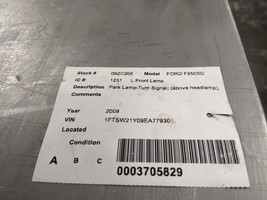 Stock # 09ZC205 Model FORD F250SD
IC # 1231 L Front Lamp
Description Park Lamp-Turn Signal; (above headlamp),
Comments
Year 2009
VIN 1FTSW21Y09EA77930
Located
Condition
A B C
0003705829